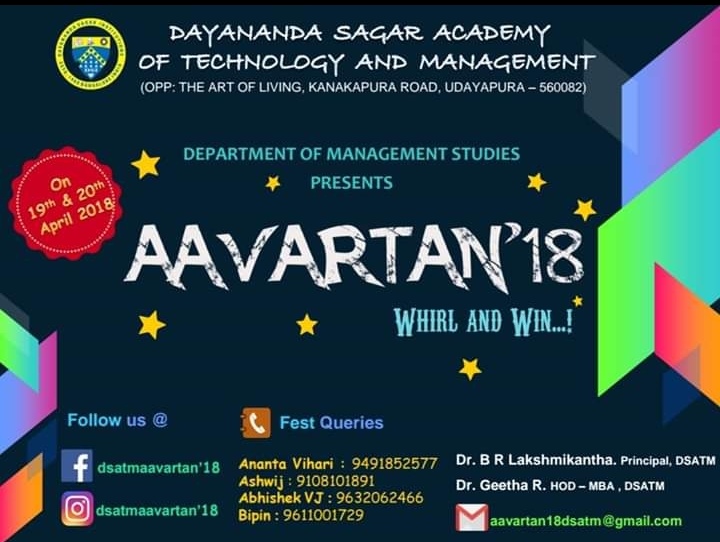 DAYANANDA SAGAR ACADEMY
OF TECHNOLOGY AND MANAGEMENT
(OPP: THE ART OF LIVING, KANAKAPURA ROAD, UDAYAPURA – 560082)
DEPARTMENT OF MANAGEMENT STUDIES
PRESENTS
On
19th & 20th
April 2018
AAVARTAN'18
WHIRL AND WIN...!
Follow us @
dsatmaavartan'18
dsatmaavartan'18
Fest Queries
Ananta Vihari : 9491852577
Ashwij : 9108101891
Abhishek VJ : 9632062466
Bipin : 9611001729
Dr. B R Lakshmikantha. Principal, DSATM
Dr. Geetha R. HOD – MBA , DSATM
aavartan18dsatm@gmail.com